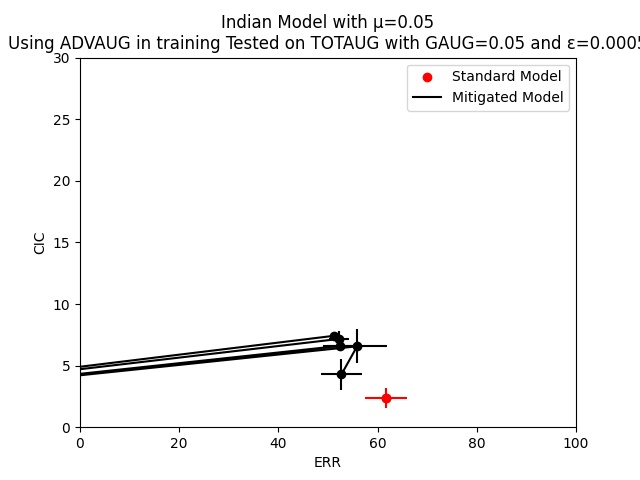 Indian Model with μ=0.05
Using ADVAUG in training Tested on TOTAUG with GAUG=0.05 and ε=0.0005
Standard Model
Mitigated Model
CIC
30
25
20
15
10
5
0
0 20 40 60 80 100
ERR